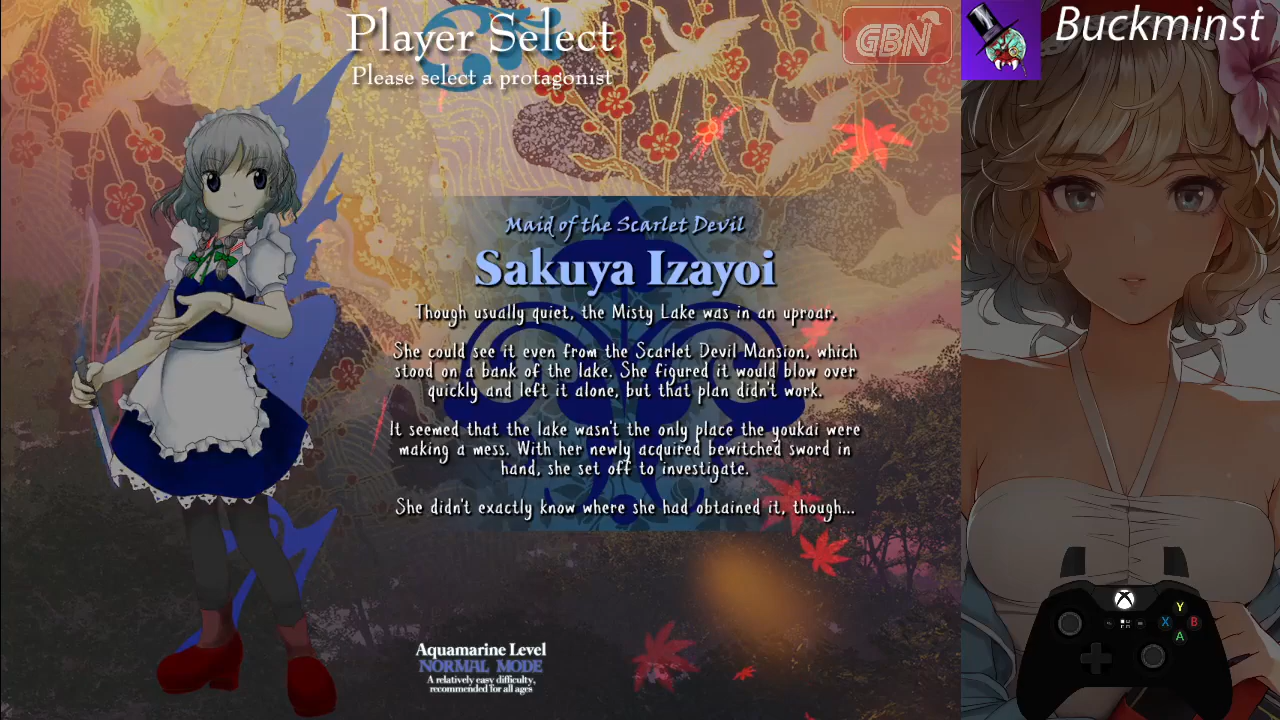 Player Select
Please select a protagonist
GBN
Buckminst
Maid of the Scarlet Devil
Sakuya Izayoi
Though usually quiet, the Misty Lake was in an uproar.
She could see it even from the Scarlet Devil Mansion, which
stood on a bank of the lake. She figured it would blow over
quickly and left it alone, but that plan didn't work.
It seemed that the lake wasn't the only place the youkai were
making a mess. With her newly acquired bewitched sword in
hand, she set off to investigate.
She didn't exactly know where she had obtained it, though...
Aquamarine Level
NORMAL MODE
A relatively easy difficulty,
recommended for all ages
Y
X B
A